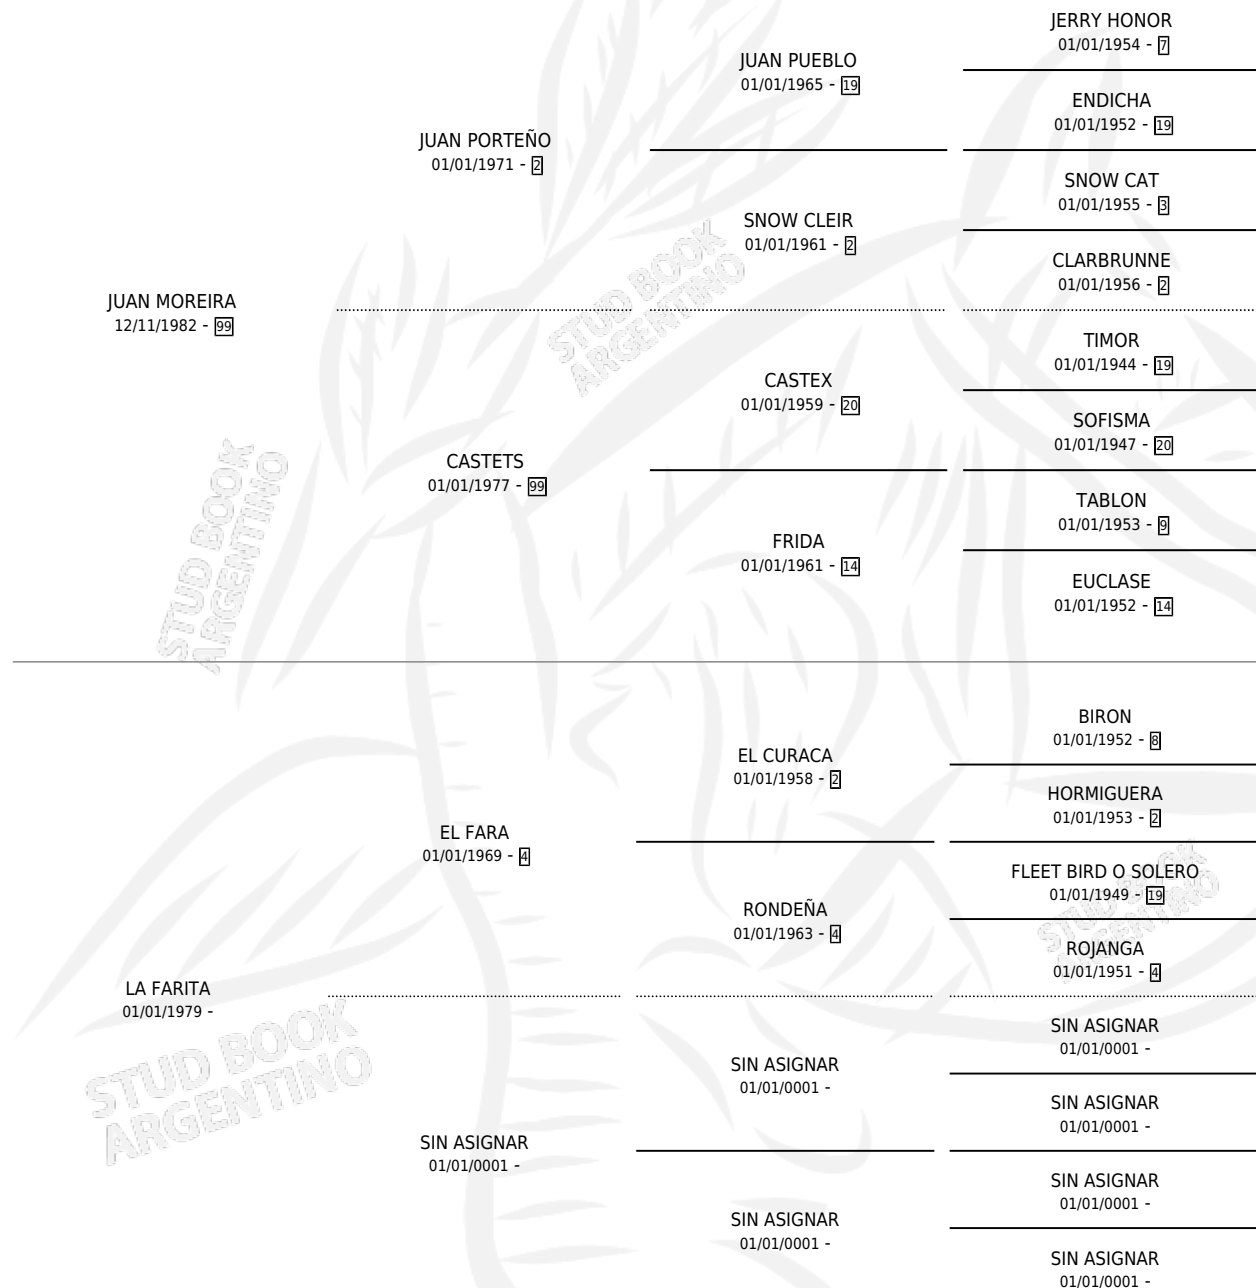 JERRY HONOR
01/01/1954 - 7
JUAN PUEBLO
01/01/1965 - 19
ENDICHA
01/01/1952 - 19
JUAN PORTEÑO
01/01/1971 - 2
SNOW CAT
01/01/1955 - 3
SNOW CLEIR
01/01/1961 - 2
CLARBRUNNE
01/01/1956 - 2
JUAN MOREIRA
12/11/1982 - 99
STUD BOOK
ARGENTINO
TIMOR
01/01/1944 - 19
CASTEX
01/01/1959 - 20
SOFISMA
01/01/1947 - 20
CASTETS
01/01/1977 - 99
TABLON
01/01/1953 - 9
FRIDA
01/01/1961 - 14
EUCLASE
01/01/1952 - 14
STUD BOOK
ARGENTINO
BIRON
01/01/1952 - 8
EL CURACA
01/01/1958 - 2
HORMIGUERA
01/01/1953 - 2
EL FARA
01/01/1969 - 4
FLEET BIRD O SOLERO
01/01/1949 - 19
RONDEÑA
01/01/1963 - 4
STUD BOOK
ARGENTINO
ROJANGA
01/01/1951 - 4
LA FARITA
01/01/1979 -
STUD BOOK
ARGENTINO
SIN ASIGNAR
01/01/0001 -
SIN ASIGNAR
01/01/0001 -
SIN ASIGNAR
01/01/0001 -
SIN ASIGNAR
01/01/0001 -
SIN ASIGNAR
01/01/0001 -
SIN ASIGNAR
01/01/0001 -
SIN ASIGNAR
01/01/0001 -